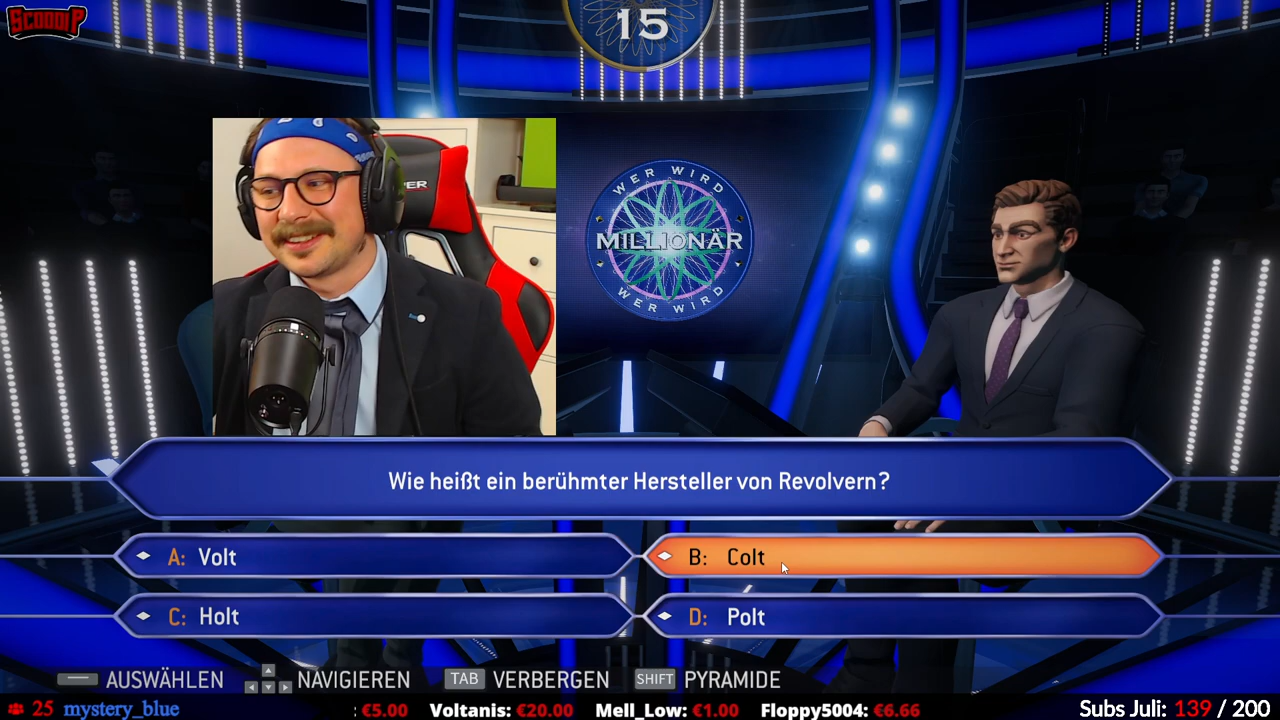 SCOOOIP
15
ER
WER WIRD
MILLIONÄR
WER WIRD
Wie heißt ein berühmter Hersteller von Revolvern?
A: Volt
B: Colt
C: Holt
D: Polt
AUSWÄHLEN
NAVIGIEREN
TAB VERBERGEN
SHIFT PYRAMIDE
25 mystery_blue
: €5.00 Voltanis: €20.00 Mell_Low: €1.00 Floppy5004: €6.66
Subs Juli: 139 / 200